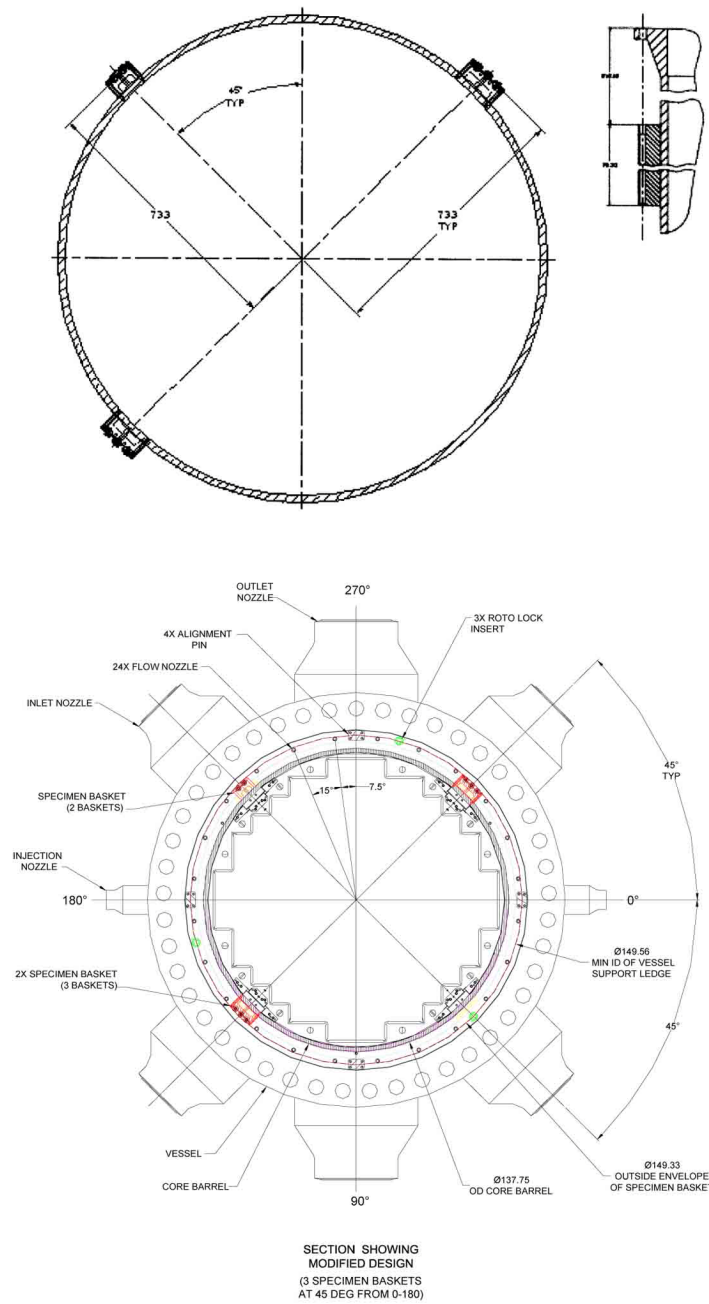 45°
TYP
733
733
TYP
OUTLET
NOZZLE
270°
3X ROTO LOCK
INSERT
4X ALIGNMENT
PIN
24X FLOW NOZZLE
INLET NOZZLE
45°
TYP
SPECIMEN BASKET
(2 BASKETS)
15°
7.5°
INJECTION
NOZZLE
180°
0°
Ø149.56
MIN ID OF VESSEL
SUPPORT LEDGE
2X SPECIMEN BASKET
(3 BASKETS)
45°
VESSEL
CORE BARREL
90°
Ø137.75
OD CORE BARREL
Ø149.33
OUTSIDE ENVELOPE
OF SPECIMEN BASKET
SECTION SHOWING
MODIFIED DESIGN
(3 SPECIMEN BASKETS
AT 45 DEG FROM 0-180)